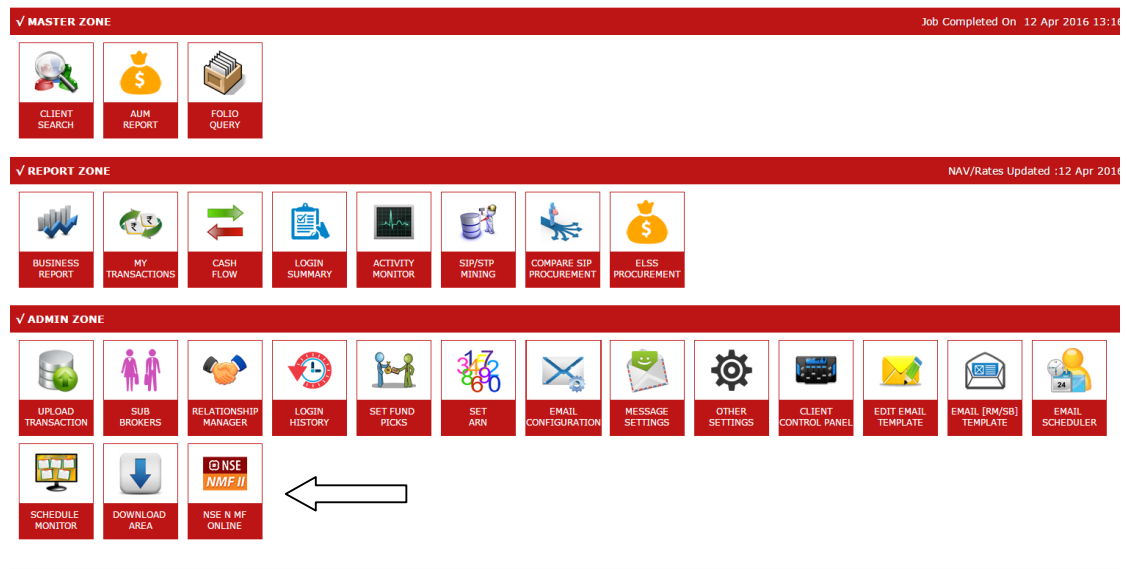 √ MASTER ZONE Job Completed On 12 Apr 2016 13:16
$
CLIENT SEARCH
AUM REPORT
FOLIO QUERY
√ REPORT ZONE NAV/Rates Updated :12 Apr 2016
₹ ₹
$
BUSINESS REPORT
MY TRANSACTIONS
CASH FLOW
LOGIN SUMMARY
ACTIVITY MONITOR
SIP/STP MINING
COMPARE SIP PROCUREMENT
ELSS PROCUREMENT
√ ADMIN ZONE
24
UPLOAD TRANSACTION
SUB BROKERS
RELATIONSHIP MANAGER
LOGIN HISTORY
SET FUND PICKS
SET ARN
EMAIL CONFIGURATION
MESSAGE SETTINGS
OTHER SETTINGS
CLIENT CONTROL PANEL
EDIT EMAIL TEMPLATE
EMAIL [RM/SB] TEMPLATE
EMAIL SCHEDULER
NSE
NMF II
SCHEDULE MONITOR
DOWNLOAD AREA
NSE N MF ONLINE